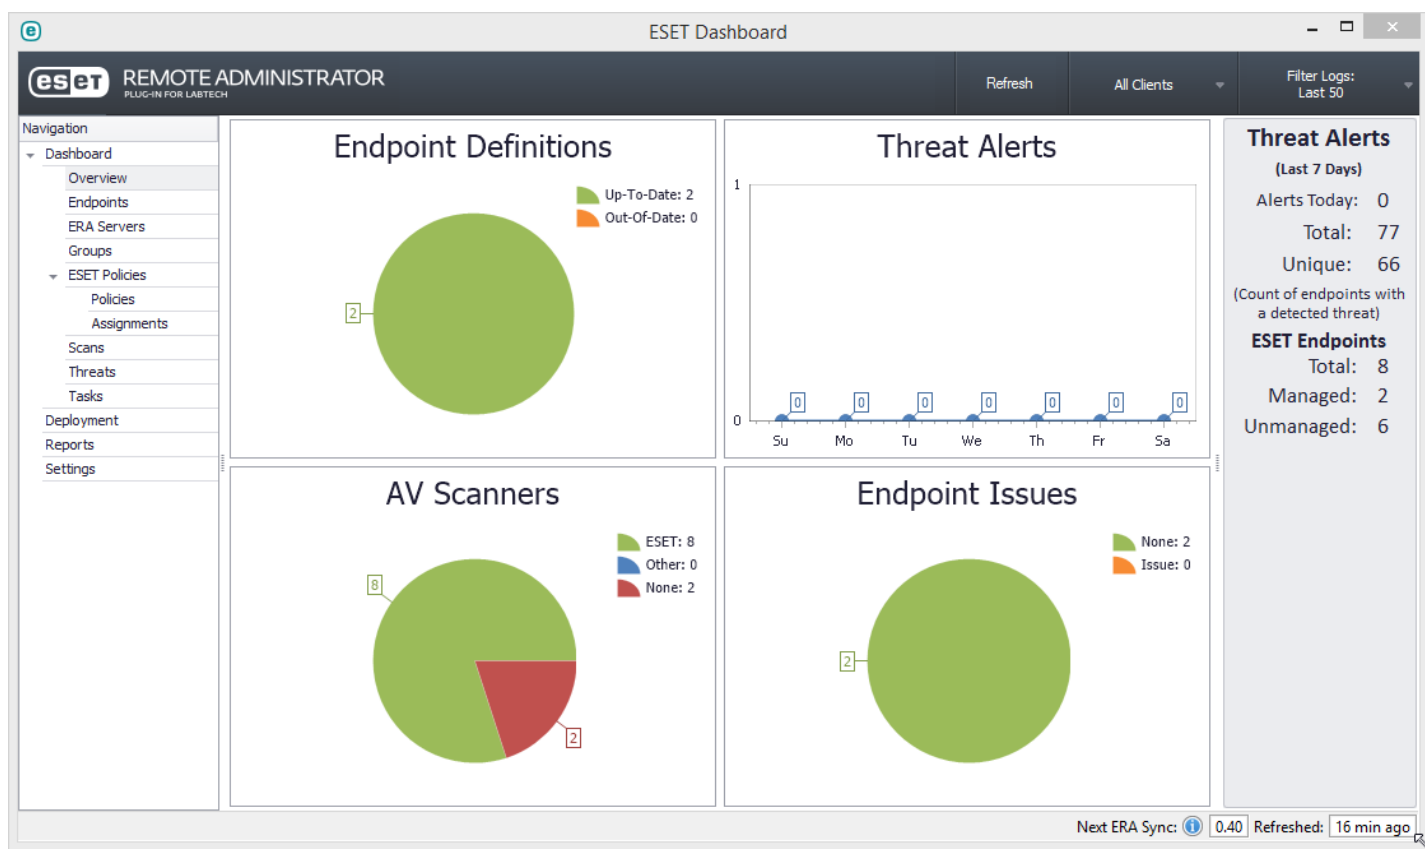 ESET Dashboard
eset REMOTE ADMINISTRATOR
PLUG-IN FOR LABTECH
Refresh
All Clients
Filter Logs:
Last 50
Navigation
Dashboard
Overview
Endpoints
ERA Servers
Groups
ESET Policies
Policies
Assignments
Scans
Threats
Tasks
Deployment
Reports
Settings
Endpoint Definitions
Up-To-Date: 2
Out-Of-Date: 0
2
Threat Alerts
1
0 0 0 0 0 0 0
0
Su Mo Tu We Th Fr Sa
AV Scanners
ESET: 8
Other: 0
None: 2
8
2
Endpoint Issues
None: 2
Issue: 0
2
Threat Alerts
(Last 7 Days)
Alerts Today: 0
Total: 77
Unique: 66
(Count of endpoints with
a detected threat)
ESET Endpoints
Total: 8
Managed: 2
Unmanaged: 6
Next ERA Sync: 0.40 Refreshed: 16 min ago